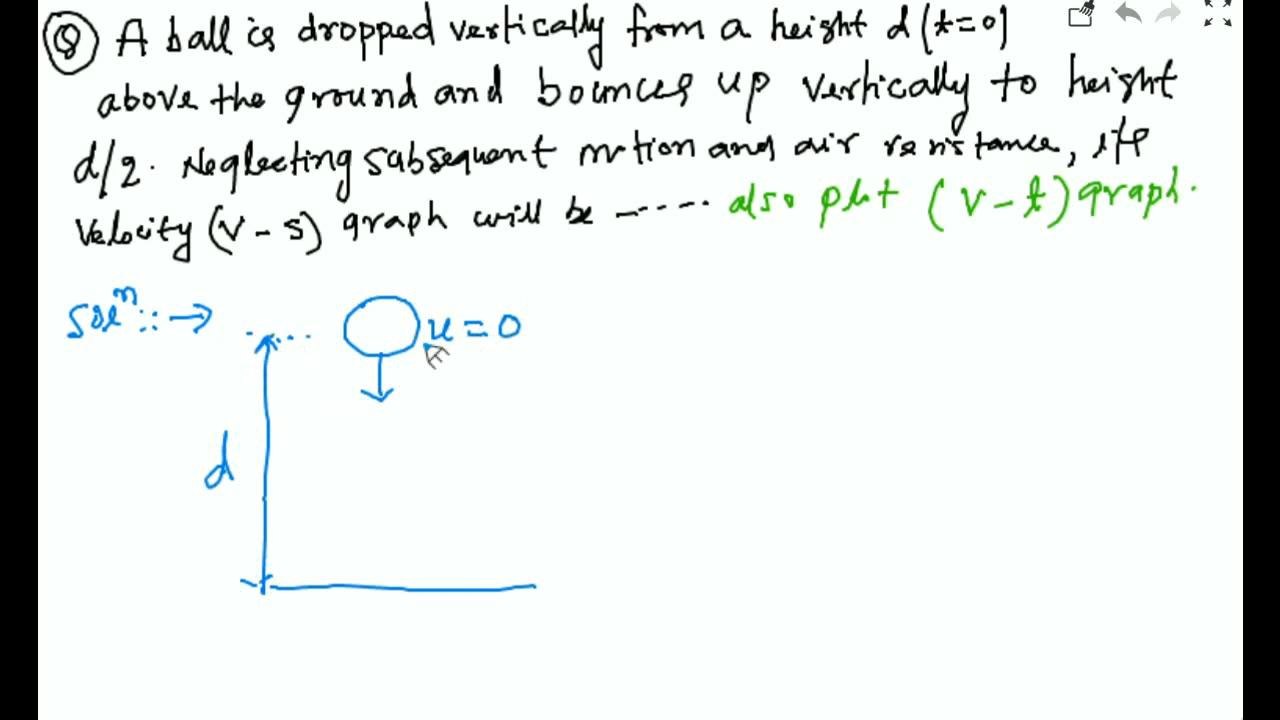 Q A ball is dropped vertically from a height d (t=0)
above the ground and bounces up vertically to height
d/2. Neglecting subsequent motion and air resistance, its
velocity (v - s) graph will be ------ also plot (v - t) graph.
Solⁿ :: → .... u = 0
d